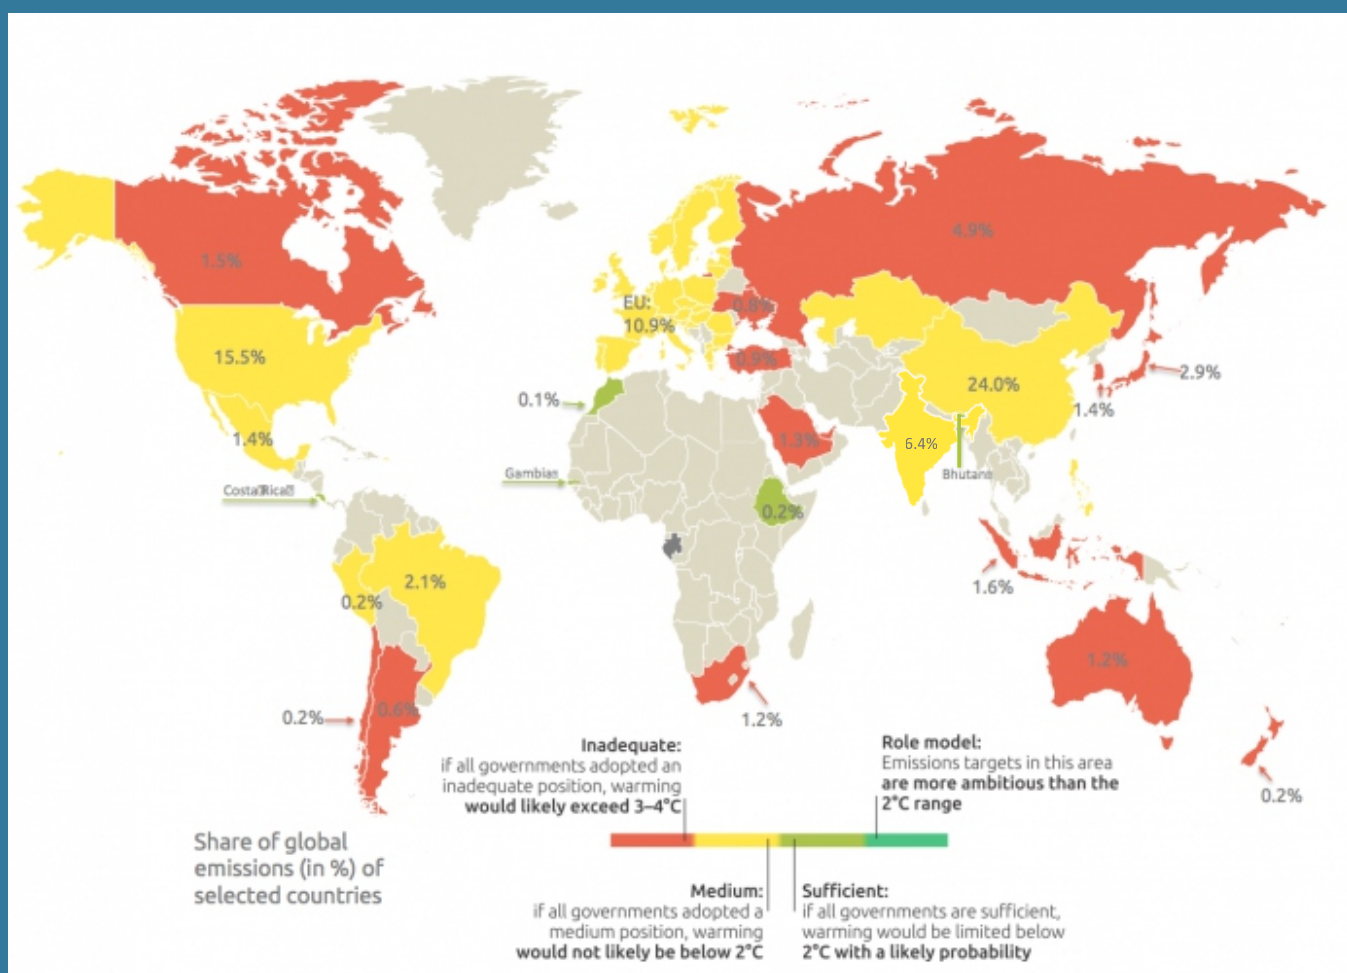 1.5%
4.9%
EU:
10.9%
0.8%
15.5%
0.9%
2.9%
24.0%
0.1%
1.4%
1.4%
1.3%
6.4%
Gambia
Bhutan
Costa Rica
0.2%
2.1%
1.6%
0.2%
1.2%
0.2%
0.6%
1.2%
0.2%
Inadequate:
if all governments adopted an
inadequate position, warming
would likely exceed 3–4°C
Role model:
Emissions targets in this area
are more ambitious than the
2°C range
Share of global
emissions (in %) of
selected countries
Medium:
if all governments adopted a
medium position, warming
would not likely be below 2°C
Sufficient:
if all governments are sufficient,
warming would be limited below
2°C with a likely probability